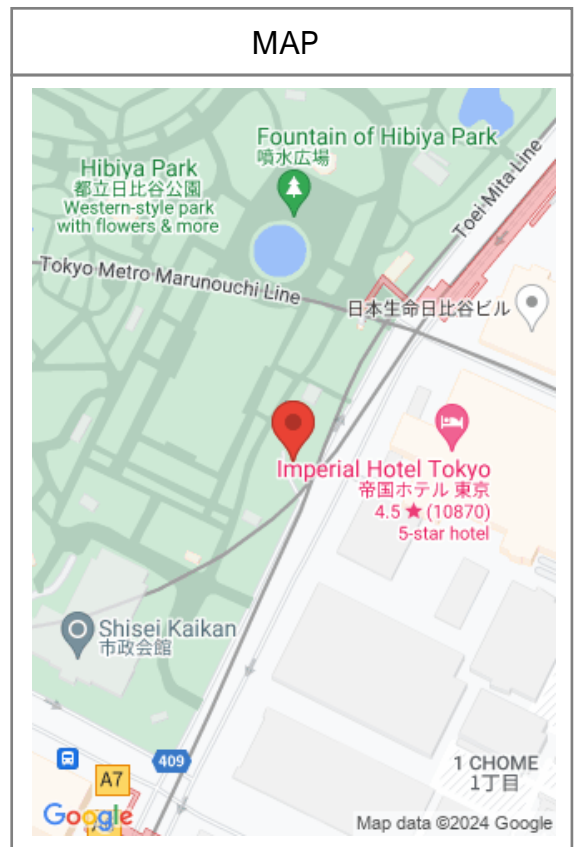 MAP
Fountain of Hibiya Park
噴水広場
Hibiya Park
都立日比谷公園
Western-style park
with flowers & more
Toei Mita Line
Tokyo Metro Marunouchi Line
日本生命日比谷ビル
Imperial Hotel Tokyo
帝国ホテル 東京
4.5 ★ (10870)
5-star hotel
Shisei Kaikan
市政会館
409
1 CHOME
1丁目
A7
Google
Map data ©2024 Google